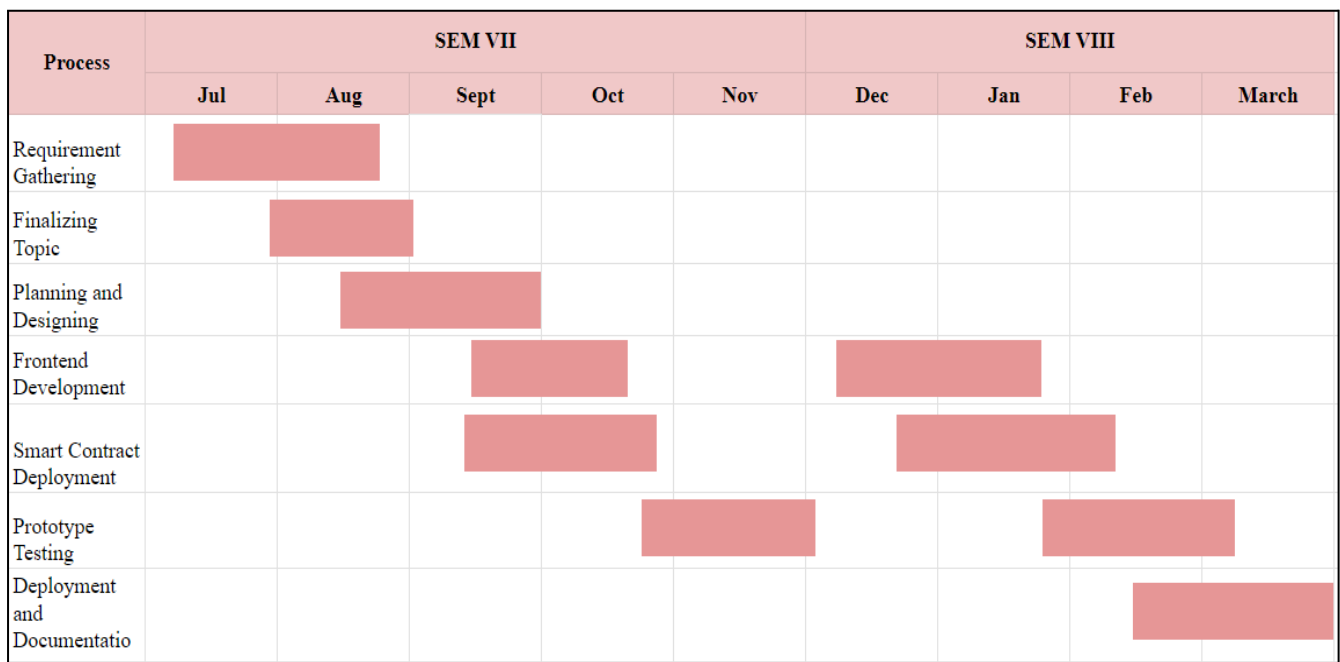 Process
SEM VII
SEM VIII
Jul
Aug
Sept
Oct
Nov
Dec
Jan
Feb
March
Requirement
Gathering
Finalizing
Topic
Planning and
Designing
Frontend
Development
Smart Contract
Deployment
Prototype
Testing
Deployment
and
Documentatio